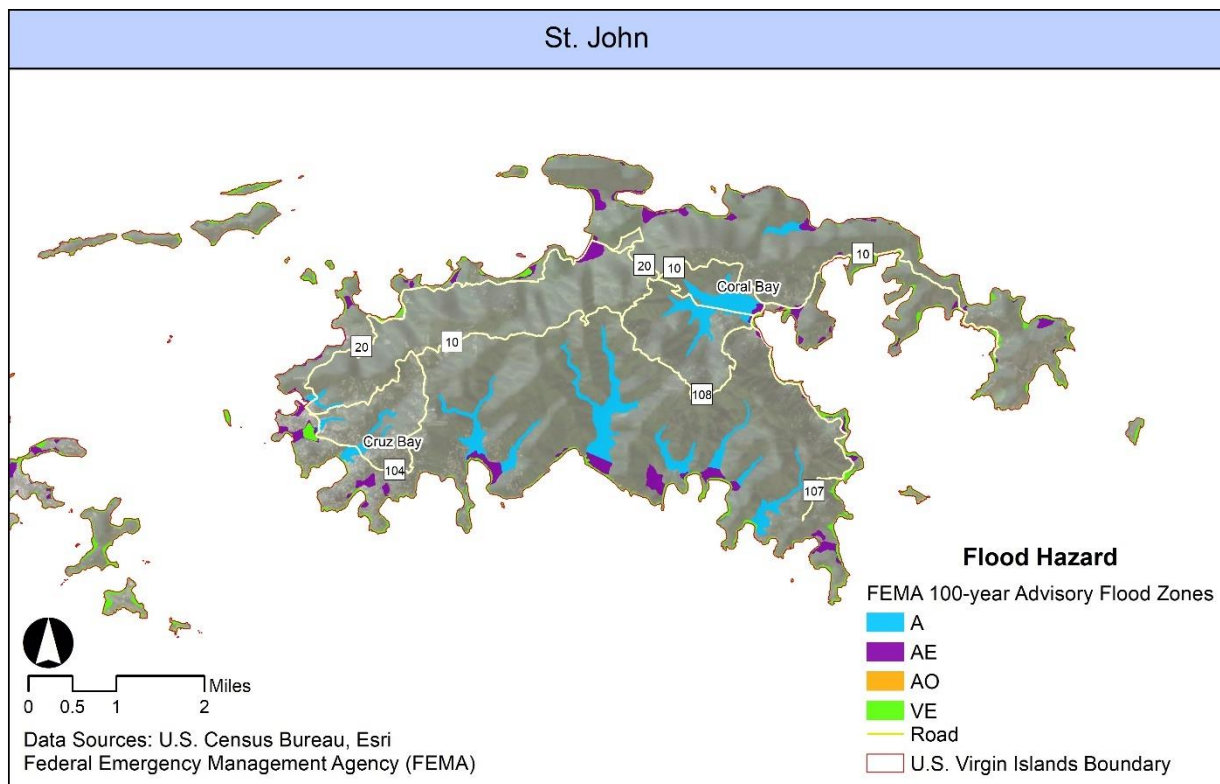 St. John
20
10
10
Coral Bay
20
10
108
Cruz Bay
104
107
Flood Hazard
FEMA 100-year Advisory Flood Zones
A
AE
AO
VE
Road
U.S. Virgin Islands Boundary
Miles
0 0.5 1 2
Data Sources: U.S. Census Bureau, Esri
Federal Emergency Management Agency (FEMA)